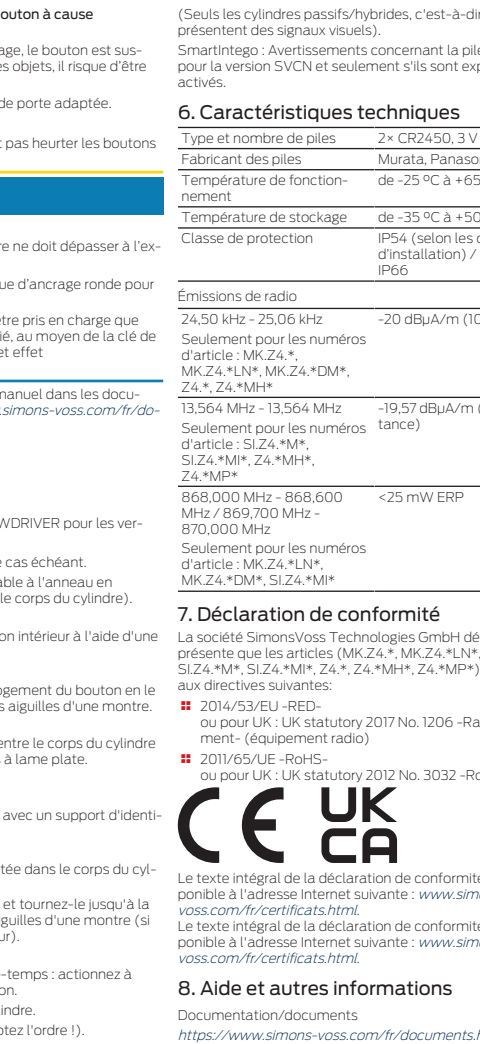 outon à cause
age, le bouton est sus-
es objets, il risque d'être
de porte adaptée.
t pas heurter les boutons
re ne doit dépasser à l'ex-
ue d'ancrage ronde pour
être pris en charge que
ié, au moyen de la clé de
et effet
manuel dans les docu-
.simons-voss.com/fr/do-
WDRIVER pour les ver-
e cas échéant.
able à l'anneau en
le corps du cylindre).
on intérieur à l'aide d'une
ogement du bouton en le
s aiguilles d'une montre.
entre le corps du cylindre
s à lame plate.
avec un support d'identi-
tée dans le corps du cyl-
et tournez-le jusqu'à la
iguilles d'une montre (si
ur).
e-temps : actionnez à
on.
indre.
otez l'ordre !).
(Seuls les cylindres passifs/hybrides, c'est-à-di
présentent des signaux visuels).
SmartIntego : Avertissements concernant la pile
pour la version SVCN et seulement s'ils sont exp
activés.
6. Caractéristiques techniques
Type et nombre de piles 2× CR2450, 3 V
Fabricant des piles Murata, Panaso
Température de fonction- de -25 ºC à +65
nement
Température de stockage de -35 ºC à +50
Classe de protection IP54 (selon les c
d'installation) /
IP66
Émissions de radio
24,50 kHz - 25,06 kHz -20 dBµA/m (10
Seulement pour les numéros
d'article : MK.Z4.*,
MK.Z4.*LN*, MK.Z4.*DM*,
Z4.*, Z4.*MH*
13,564 MHz - 13,564 MHz -19,57 dBµA/m (
Seulement pour les numéros tance)
d'article : SI.Z4.*M*,
SI.Z4.*MI*, Z4.*MH*,
Z4.*MP*
868,000 MHz - 868,600 <25 mW ERP
MHz / 869,700 MHz -
870,000 MHz
Seulement pour les numéros
d'article : MK.Z4.*LN*,
MK.Z4.*DM*, SI.Z4.*MI*
7. Déclaration de conformité
La société SimonsVoss Technologies GmbH dé
présente que les articles (MK.Z4.*, MK.Z4.*LN*,
SI.Z4.*M*, SI.Z4.*MI*, Z4.*, Z4.*MH*, Z4.*MP*)
aux directives suivantes:
2014/53/EU -RED-
ou pour UK : UK statutory 2017 No. 1206 -Ra
ment- (équipement radio)
2011/65/UE -RoHS-
ou pour UK : UK statutory 2012 No. 3032 -Ro
CE UK
CA
Le texte intégral de la déclaration de conformité
ponible à l'adresse Internet suivante : www.sim
voss.com/fr/certificats.html.
Le texte intégral de la déclaration de conformité
ponible à l'adresse Internet suivante : www.sim
voss.com/fr/certificats.html.
8. Aide et autres informations
Documentation/documents
https://www.simons-voss.com/fr/documents.h